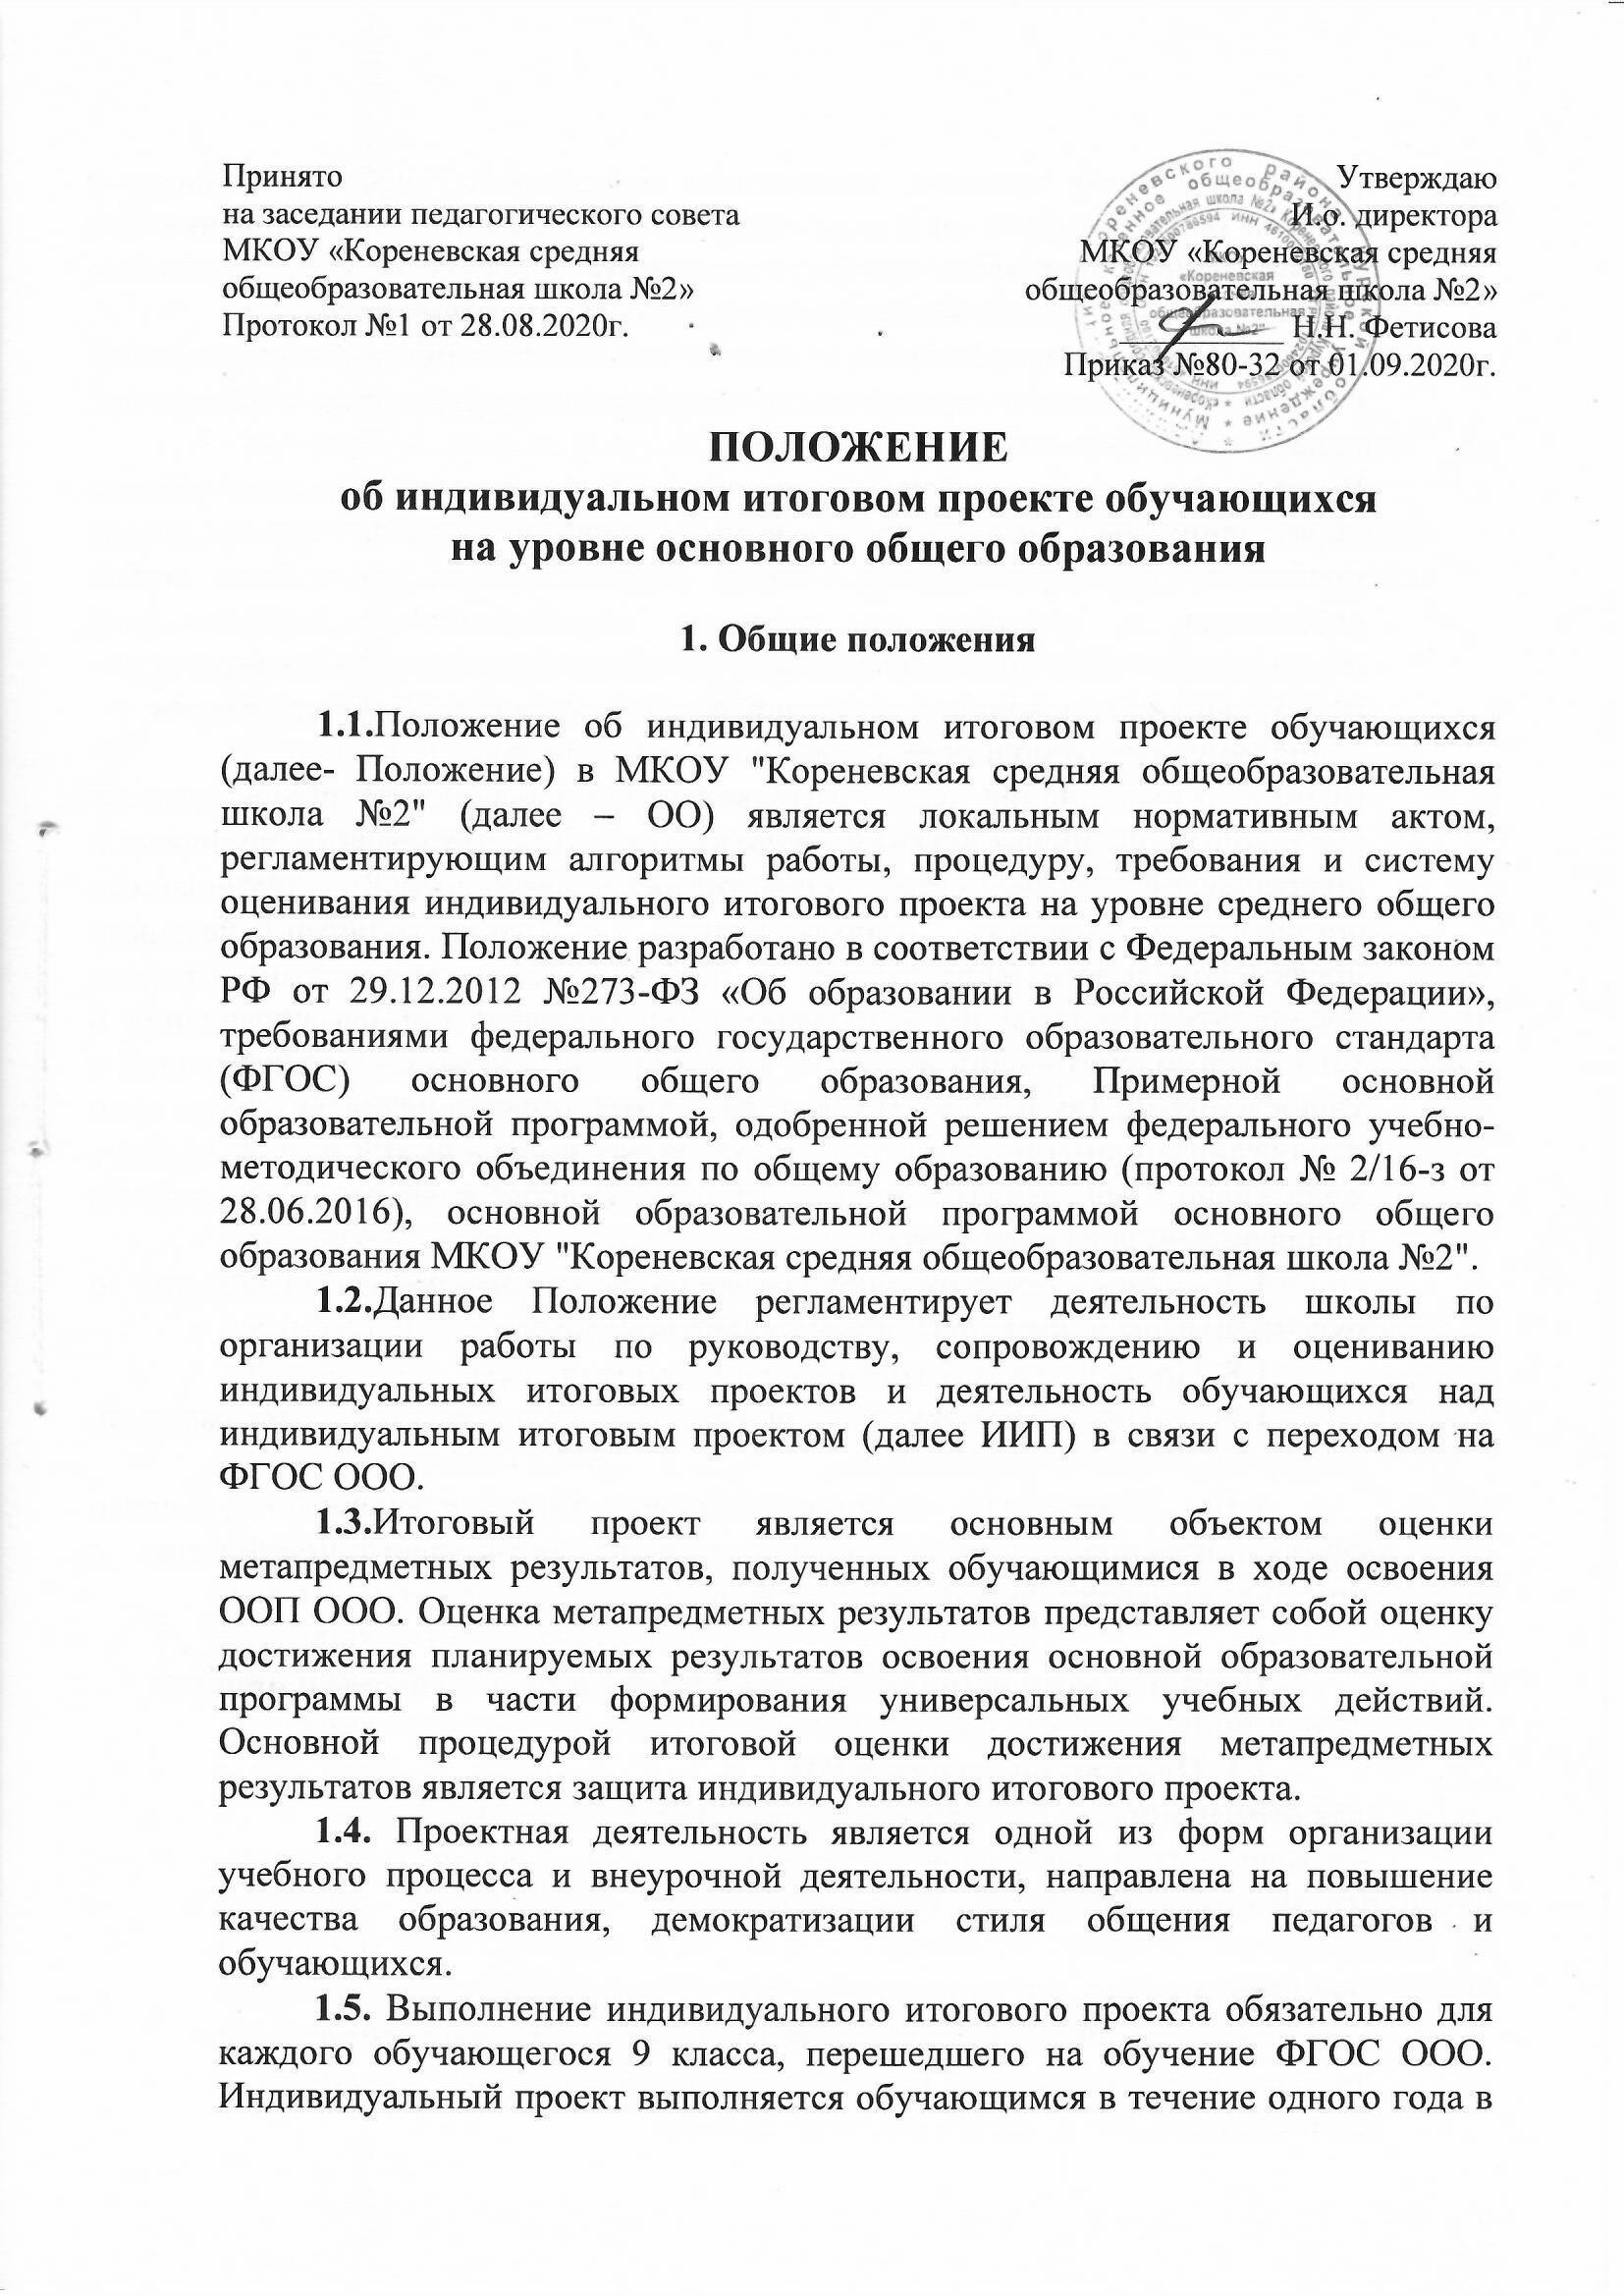 Принято
на заседании педагогического совета
МКОУ «Кореневская средняя
общеобразовательная школа №2»
Протокол №1 от 28.08.2020г.
Утверждаю
И.о. директора
МКОУ «Кореневская средняя
общеобразовательная школа №2»
Н.Н. Фетисова
Приказ №80-32 от 01.09.2020г.
ПОЛОЖЕНИЕ
об индивидуальном итоговом проекте обучающихся
на уровне основного общего образования
1. Общие положения
1.1.Положение об индивидуальном итоговом проекте обучающихся
(далее- Положение) в МКОУ "Кореневская средняя общеобразовательная
школа №2" (далее – ОО) является локальным нормативным актом,
регламентирующим алгоритмы работы, процедуру, требования и систему
оценивания индивидуального итогового проекта на уровне среднего общего
образования. Положение разработано в соответствии с Федеральным законом
РФ от 29.12.2012 №273-ФЗ «Об образовании в Российской Федерации»,
требованиями федерального государственного образовательного стандарта
(ФГОС) основного общего образования, Примерной основной
образовательной программой, одобренной решением федерального учебно-
методического объединения по общему образованию (протокол № 2/16-з от
28.06.2016), основной образовательной программой основного общего
образования МКОУ "Кореневская средняя общеобразовательная школа №2".
1.2.Данное Положение регламентирует деятельность школы по
организации работы по руководству, сопровождению и оцениванию
индивидуальных итоговых проектов и деятельность обучающихся над
индивидуальным итоговым проектом (далее ИИП) в связи с переходом на
ФГОС ООО.
1.3.Итоговый проект является основным объектом оценки
метапредметных результатов, полученных обучающимися в ходе освоения
ООП ООО. Оценка метапредметных результатов представляет собой оценку
достижения планируемых результатов освоения основной образовательной
программы в части формирования универсальных учебных действий.
Основной процедурой итоговой оценки достижения метапредметных
результатов является защита индивидуального итогового проекта.
1.4. Проектная деятельность является одной из форм организации
учебного процесса и внеурочной деятельности, направлена на повышение
качества образования, демократизации стиля общения педагогов и
обучающихся.
1.5. Выполнение индивидуального итогового проекта обязательно для
каждого обучающегося 9 класса, перешедшего на обучение ФГОС ООО.
Индивидуальный проект выполняется обучающимся в течение одного года в